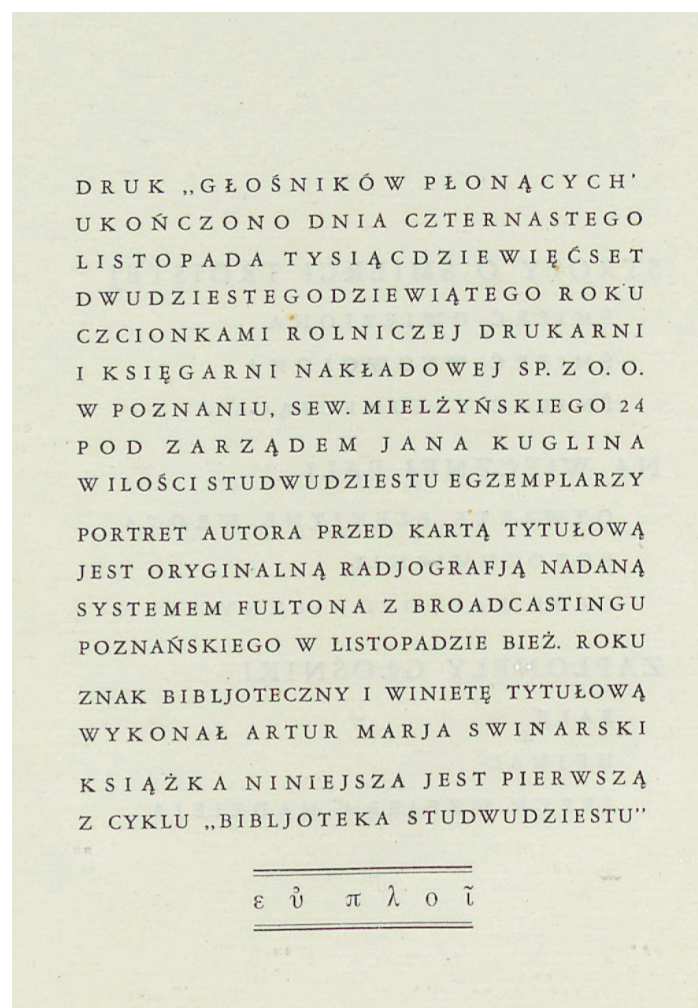 DRUK „GŁOŚNIKÓW PŁONĄCYCH'
UKOŃCZONO DNIA CZTERNASTEGO
LISTOPADA TYSIĄCDZIEWIĘĆSET
DWUDZIESTEGODZIEWIĄTEGO ROKU
CZCIONKAMI ROLNICZEJ DRUKARNI
I KSIĘGARNI NAKŁADOWEJ SP. Z O. O.
W POZNANIU, SEW. MIELŻYŃSKIEGO 24
POD ZARZĄDEM JANA KUGLINA
W ILOŚCI STUDWUDZIESTU EGZEMPLARZY
PORTRET AUTORA PRZED KARTĄ TYTUŁOWĄ
JEST ORYGINALNĄ RADJOGRAFJĄ NADANĄ
SYSTEMEM FULTONA Z BROADCASTINGU
POZNAŃSKIEGO W LISTOPADZIE BIEŻ. ROKU
ZNAK BIBLJOTECZNY I WINIETĘ TYTUŁOWĄ
WYKONAŁ ARTUR MARJA SWINARSKI
KSIĄŻKA NINIEJSZA JEST PIERWSZĄ
Z CYKLU „BIBLJOTEKA STUDWUDZIESTU”
εὖ πλοῖ